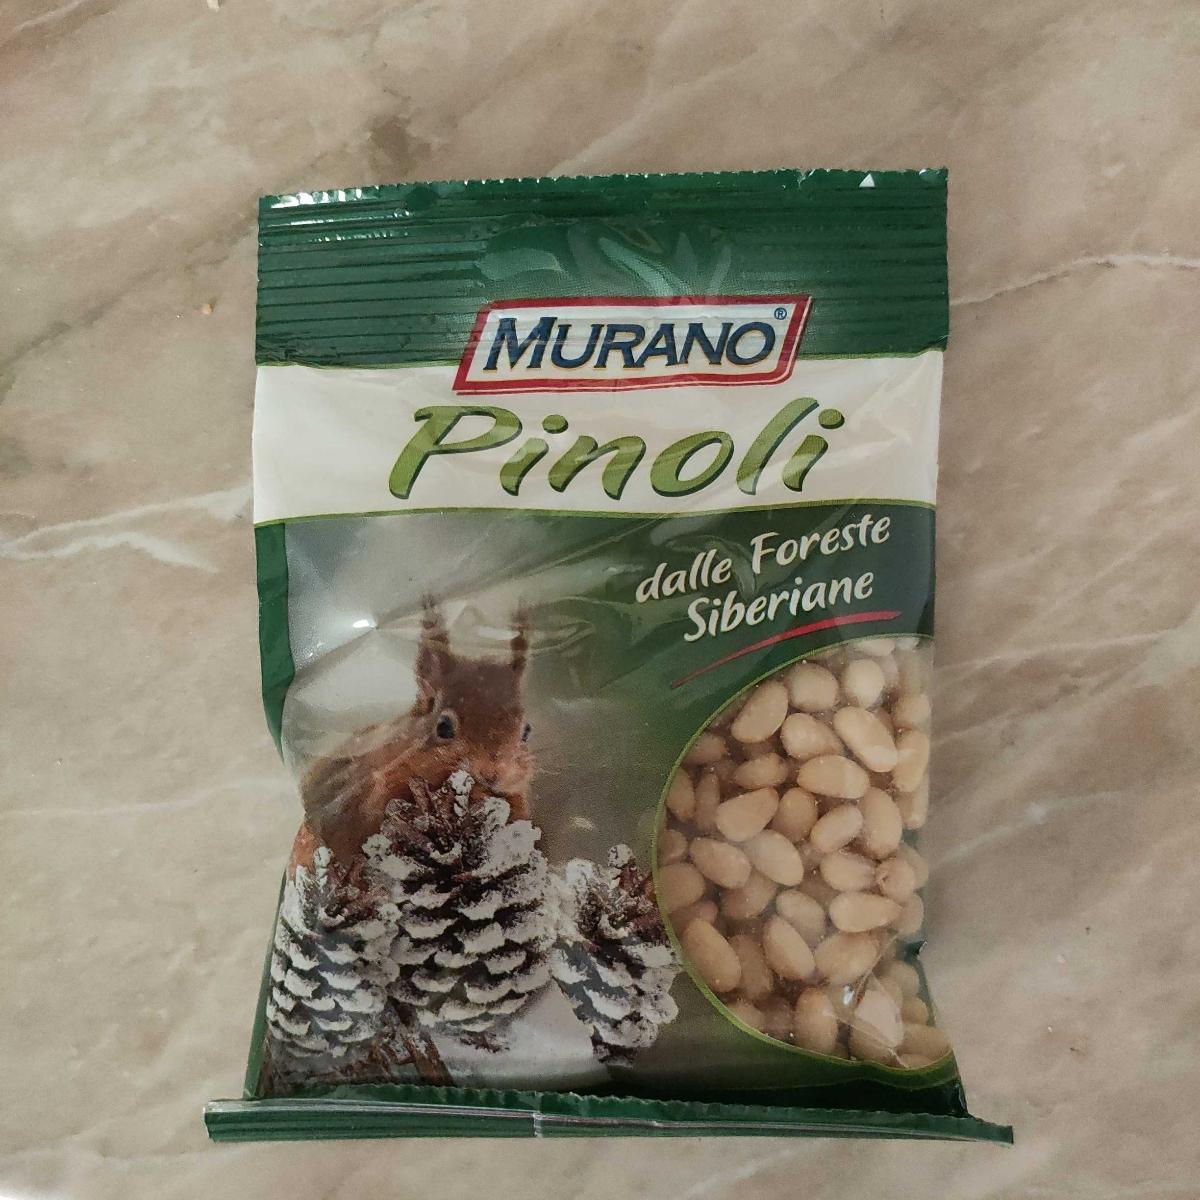 MURANO®
Pinoli
dalle Foreste
Siberiane